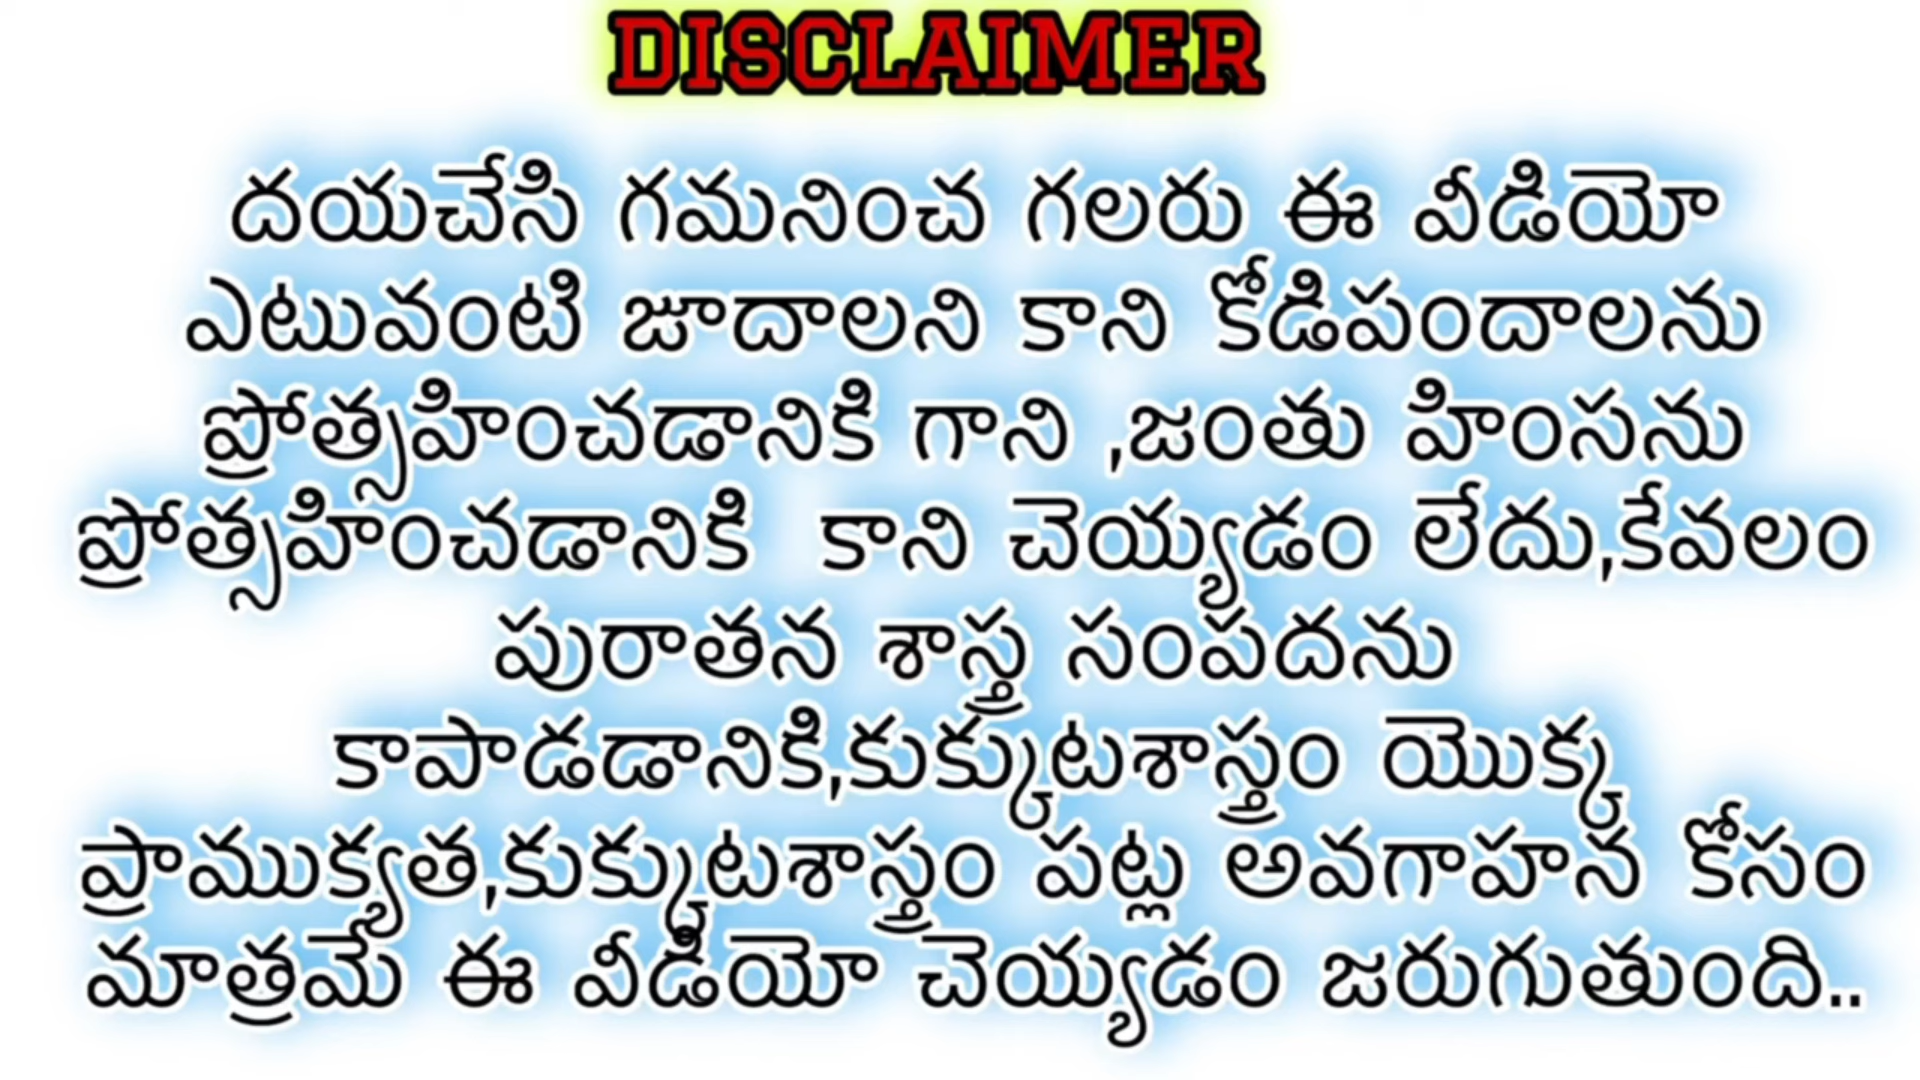 DISCLAIMER
దయచేసి గమనించ గలరు ఈ వీడియో
ఎటువంటి జూదాలని కాని కోడిపందాలను
ప్రోత్సహించడానికి గాని ,జంతు హింసను
ప్రోత్సహించడానికి కాని చెయ్యడం లేదు,కేవలం
పురాతన శాస్త్ర సంపదను
కాపాడడానికి,కుక్కుటశాస్త్రం యొక్క
ప్రాముక్యత,కుక్కుటశాస్త్రం పట్ల అవగాహన కోసం
మాత్రమే ఈ వీడియో చెయ్యడం జరుగుతుంది..